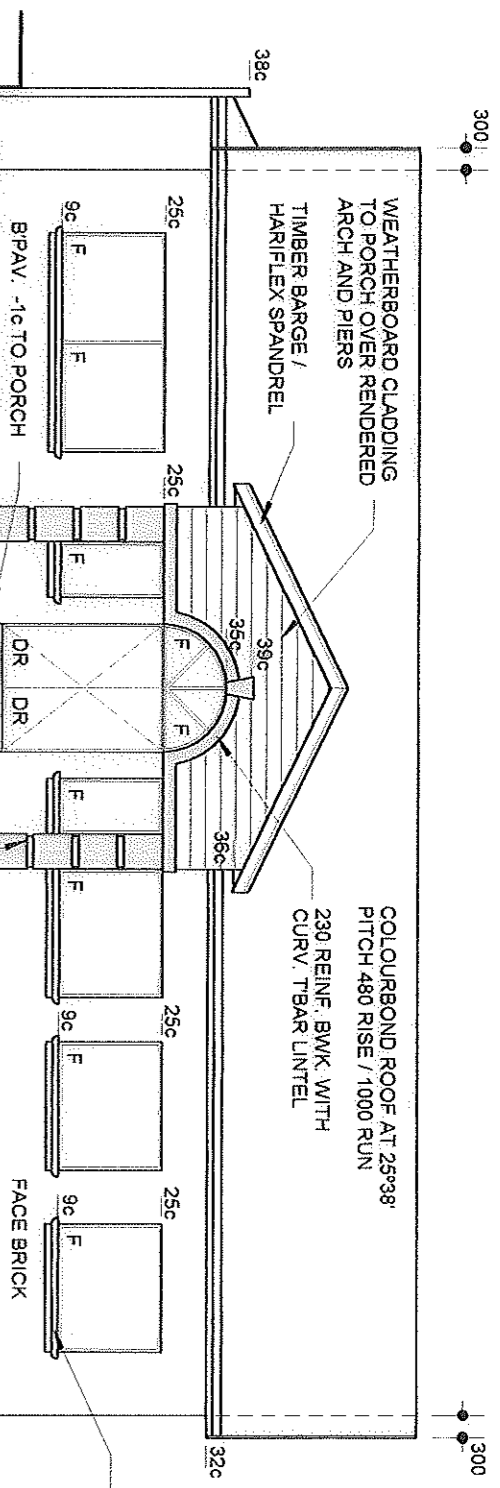 300
300
WEATHERBOARD CLADDING
TO PORCH OVER RENDERED
ARCH AND PIERS
COLOURBOND ROOF AT 25°38'
PITCH 480 RISE / 1000 RUN
38c
TIMBER BARGE /
HARIFLEX SPANDREL
230 REINF. BWK. WITH
CURV. T'BAR LINTEL
39c
35c
36c
32c
25c
25c
25c
25c
F
F
F
F
F
F
F
F
F
9c
9c
9c
DR
DR
B'PAV. -1c TO PORCH
FACE BRICK